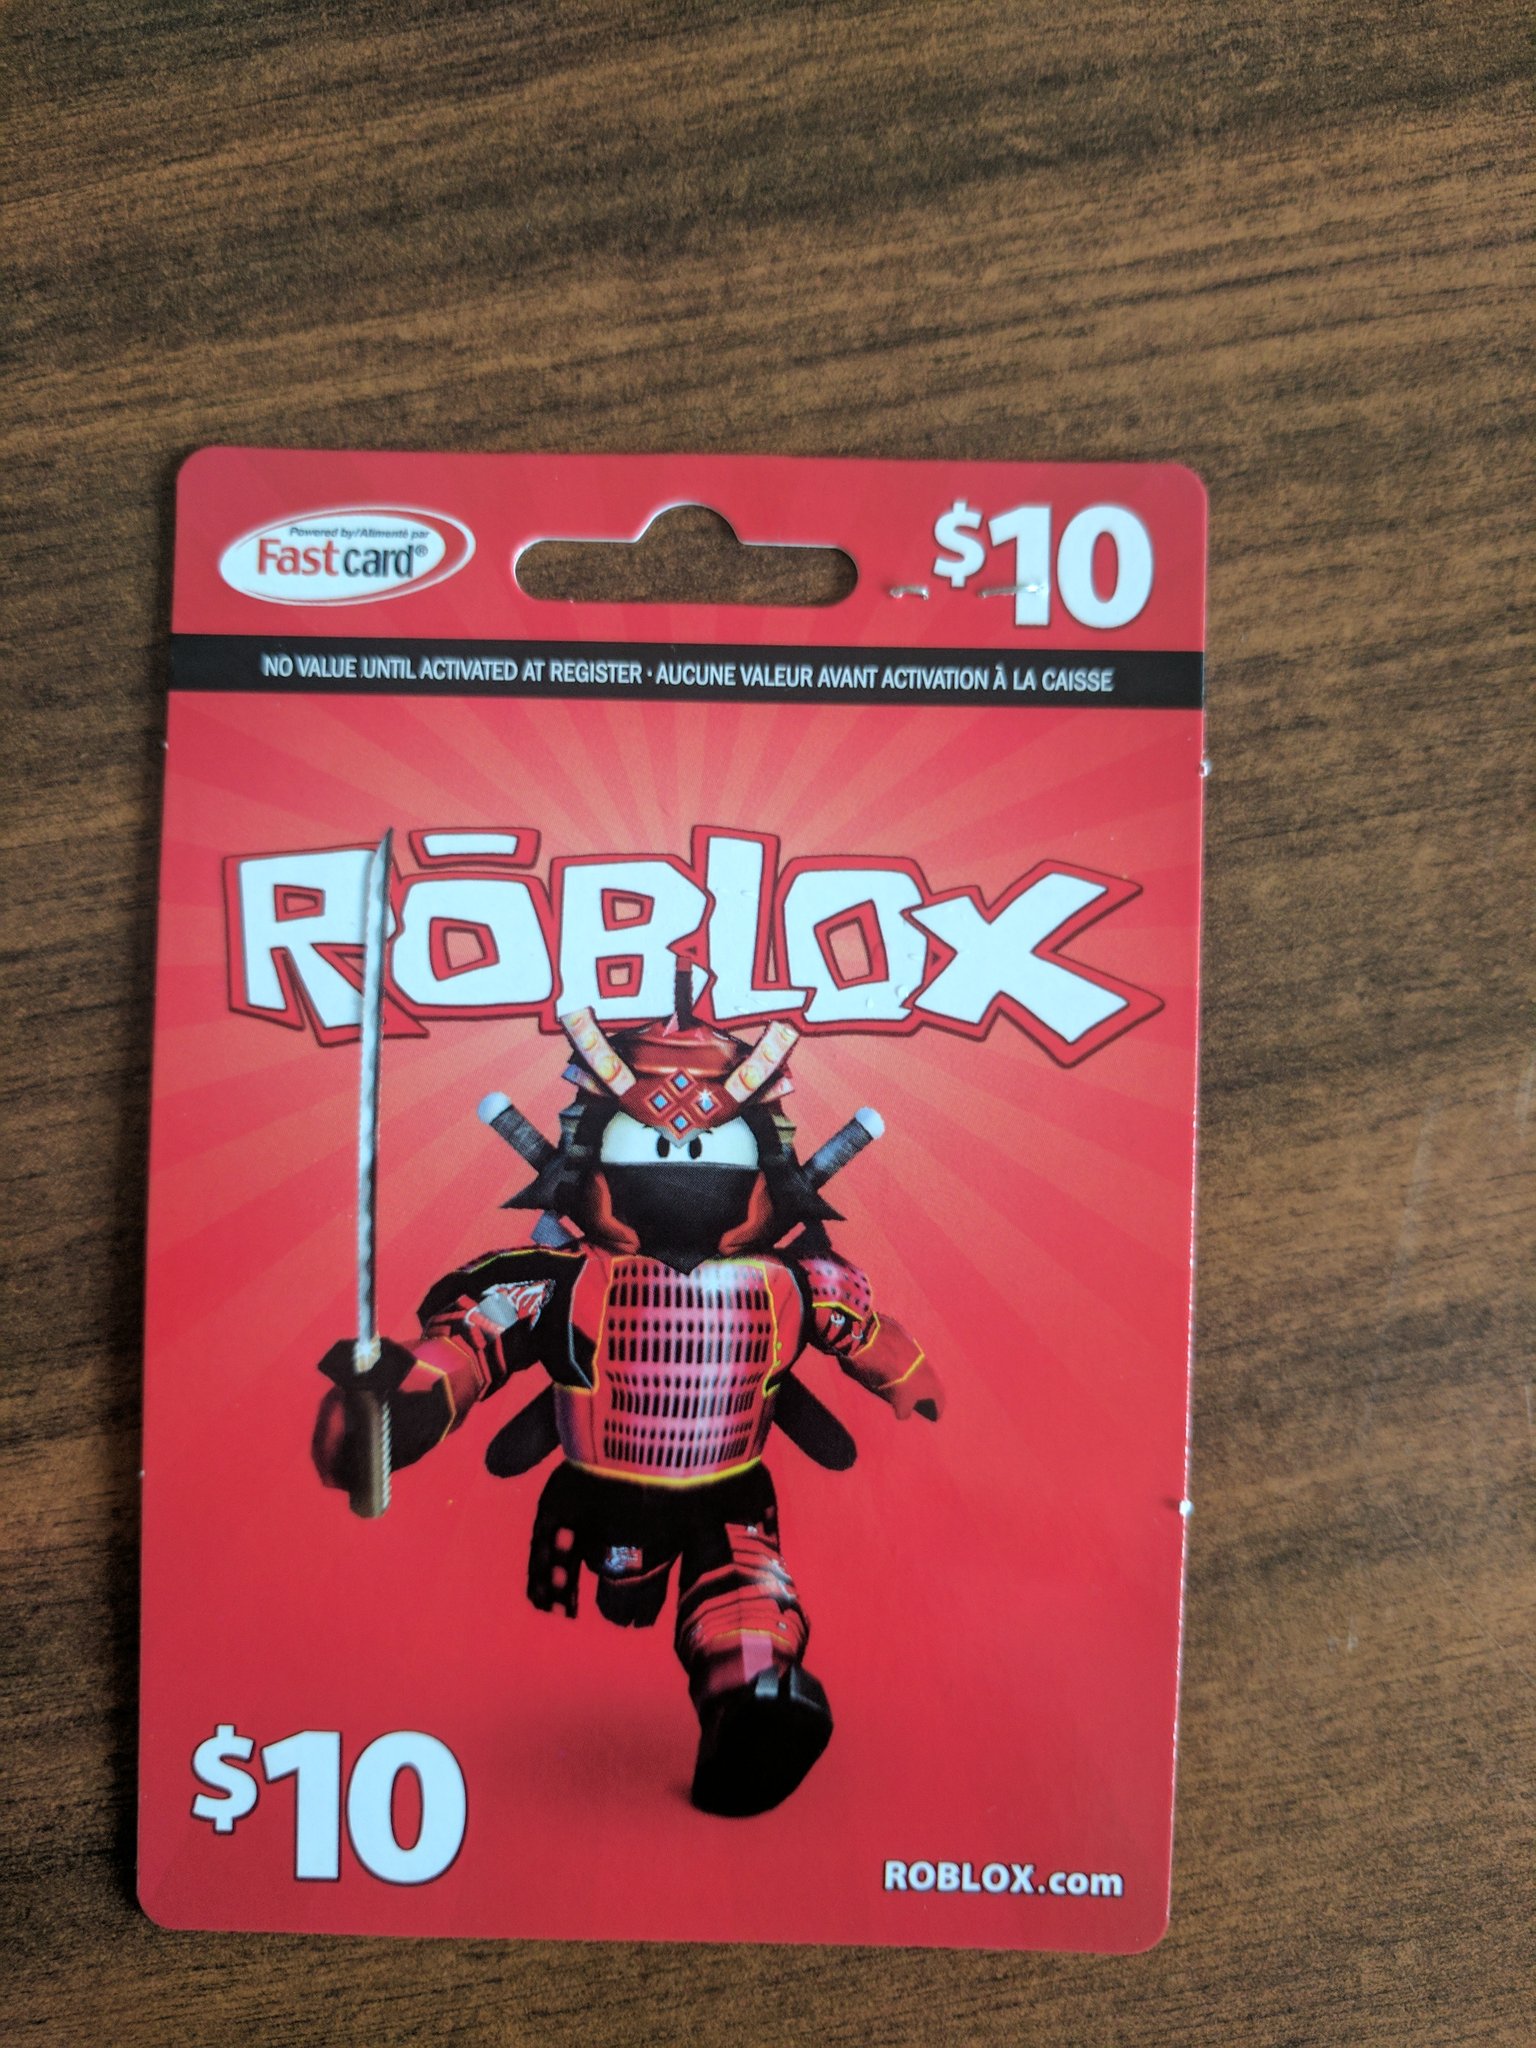 Powered by/Alimenté par
Fastcard®
$10
NO VALUE UNTIL ACTIVATED AT REGISTER · AUCUNE VALEUR AVANT ACTIVATION À LA CAISSE
RŌBLOX
$10
ROBLOX.com